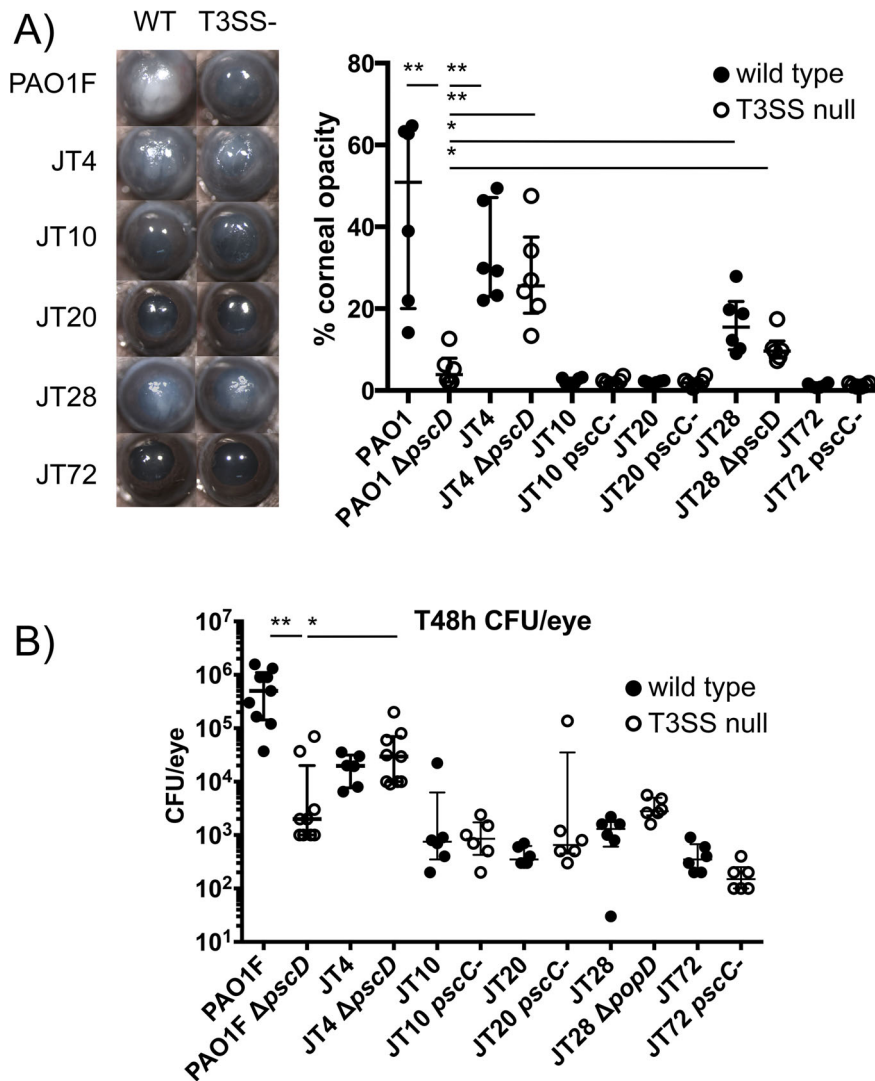 A)
WT T3SS-
PAO1F
JT4
JT10
JT20
JT28
JT72
% corneal opacity
80
60
40
20
0
** **
**
*
*
wild type
T3SS null
PAO1
PAO1 ΔpscD
JT4
JT4 ΔpscD
JT10
JT10 pscC-
JT20
JT20 pscC-
JT28
JT28 ΔpscD
JT72
JT72 pscC-
B)
T48h CFU/eye
CFU/eye
10⁷
10⁶
10⁵
10⁴
10³
10²
10¹
** *
wild type
T3SS null
PAO1F
PAO1F ΔpscD
JT4
JT4 ΔpscD
JT10
JT10 pscC-
JT20
JT20 pscC-
JT28
JT28 ΔpopD
JT72
JT72 pscC-